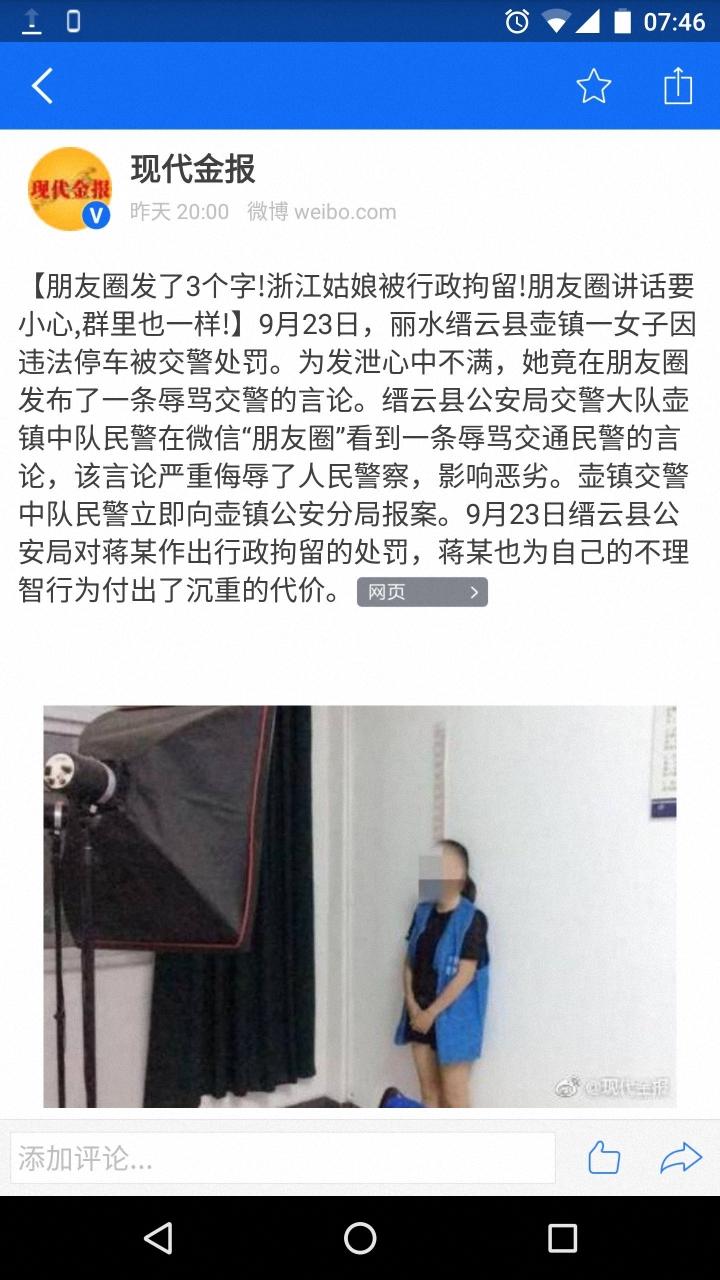 07:46
现代金报
现代金报
V
昨天 20:00 微博 weibo.com
【朋友圈发了3个字!浙江姑娘被行政拘留!朋友圈讲话要
小心,群里也一样!】9月23日，丽水缙云县壶镇一女子因
违法停车被交警处罚。为发泄心中不满，她竟在朋友圈
发布了一条辱骂交警的言论。缙云县公安局交警大队壶
镇中队民警在微信“朋友圈”看到一条辱骂交通民警的言
论，该言论严重侮辱了人民警察，影响恶劣。壶镇交警
中队民警立即向壶镇公安分局报案。9月23日缙云县公
安局对蒋某作出行政拘留的处罚，蒋某也为自己的不理
智行为付出了沉重的代价。 网页
@现代金报
添加评论...